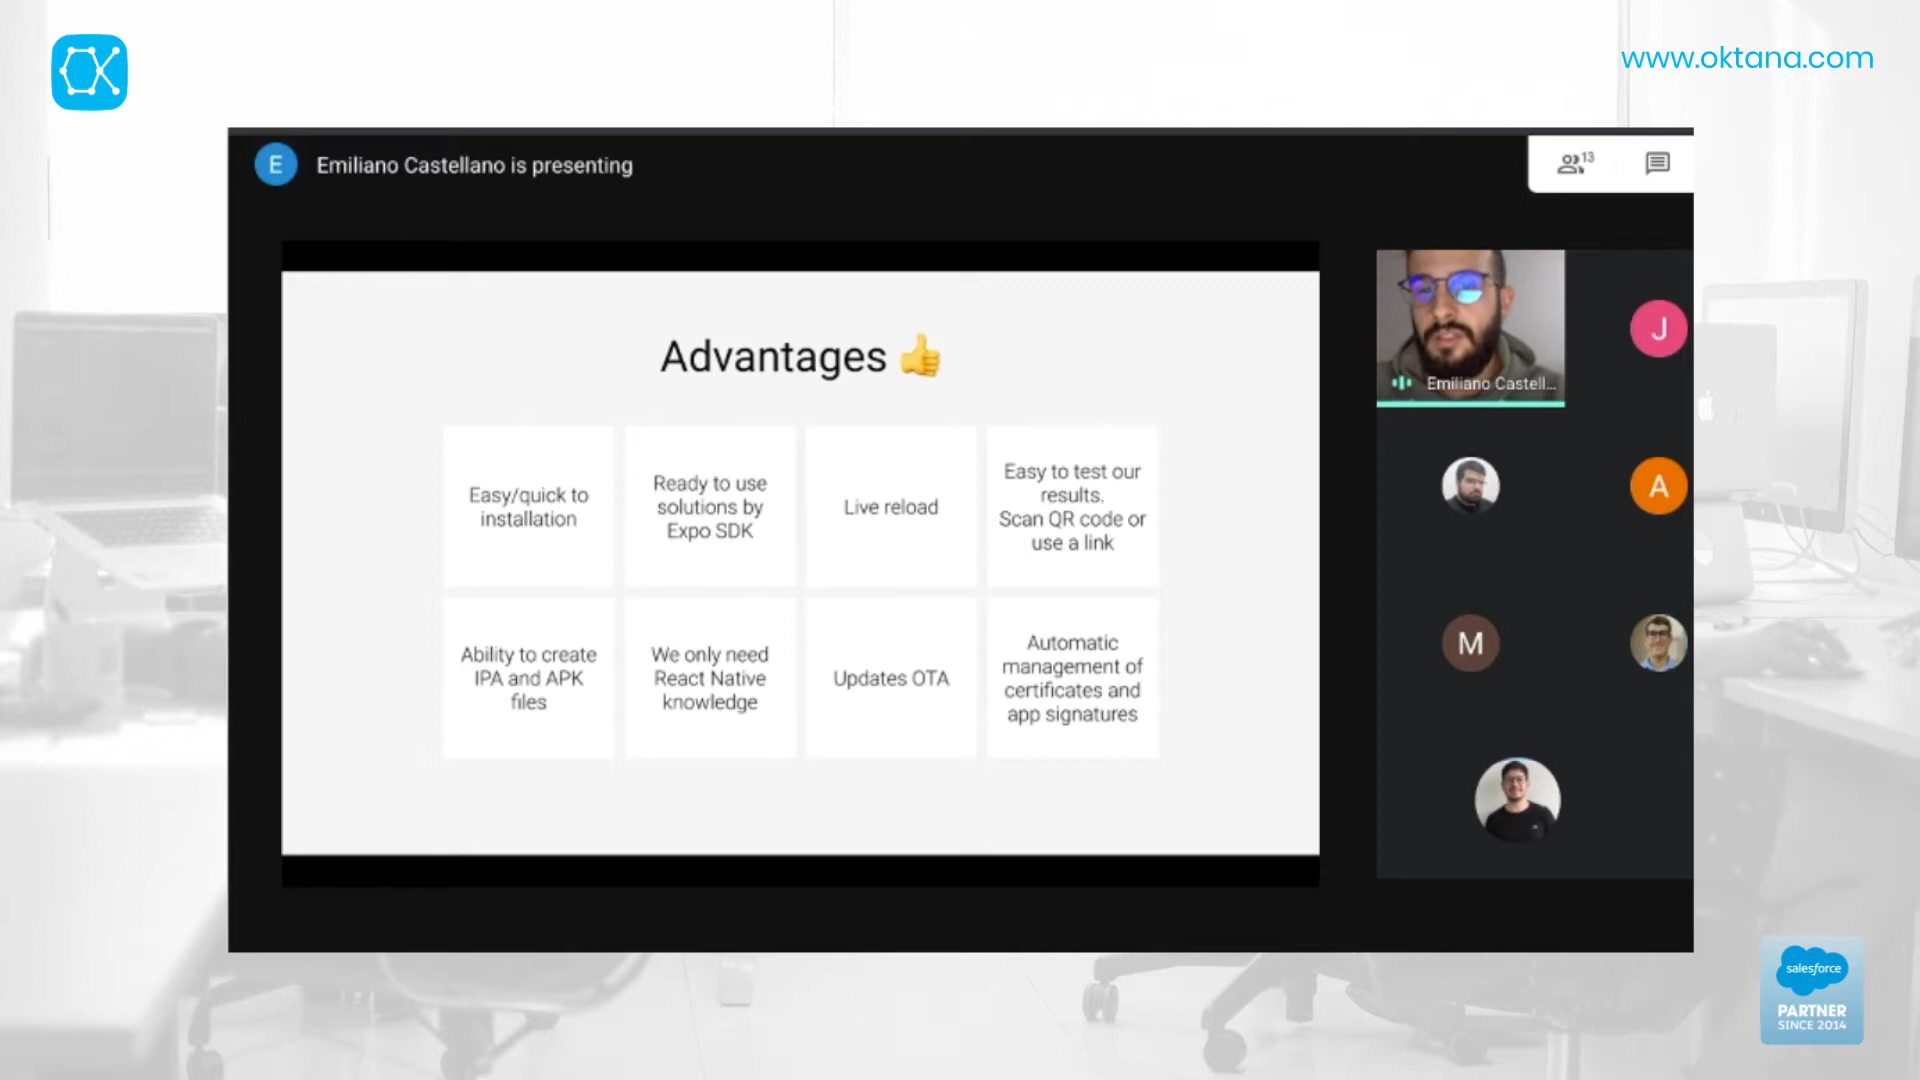 www.oktana.com
E
Emiliano Castellano is presenting
13
Advantages 👍
Easy/quick to
installation
Ready to use
solutions by
Expo SDK
Live reload
Easy to test our
results.
Scan QR code or
use a link
Ability to create
IPA and APK
files
We only need
React Native
knowledge
Updates OTA
Automatic
management of
certificates and
app signatures
Emiliano Castell...
J
A
M
salesforce
PARTNER
SINCE 2014